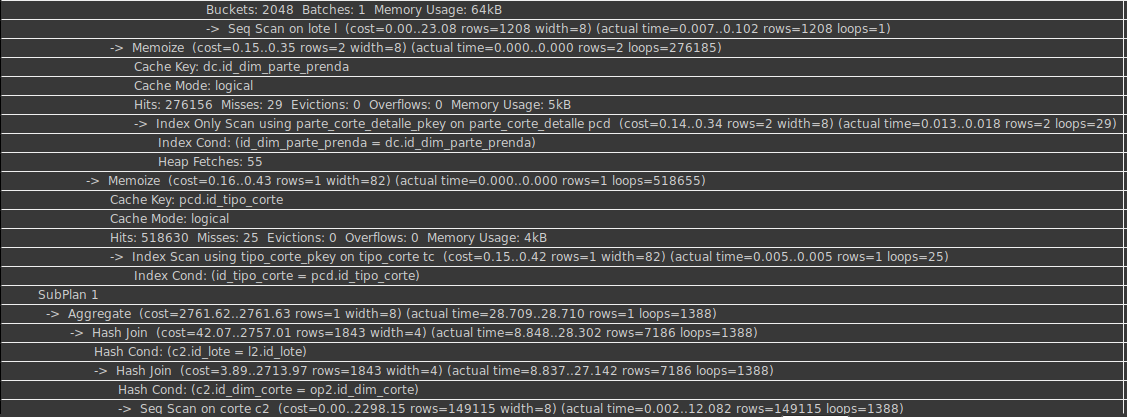 Buckets: 2048  Batches: 1  Memory Usage: 64kB
->  Seq Scan on lote l  (cost=0.00..23.08 rows=1208 width=8) (actual time=0.007..0.102 rows=1208 loops=1)
->  Memoize  (cost=0.15..0.35 rows=2 width=8) (actual time=0.000..0.000 rows=2 loops=276185)
Cache Key: dc.id_dim_parte_prenda
Cache Mode: logical
Hits: 276156  Misses: 29  Evictions: 0  Overflows: 0  Memory Usage: 5kB
->  Index Only Scan using parte_corte_detalle_pkey on parte_corte_detalle pcd  (cost=0.14..0.34 rows=2 width=8) (actual time=0.013..0.018 rows=2 loops=29)
Index Cond: (id_dim_parte_prenda = dc.id_dim_parte_prenda)
Heap Fetches: 55
->  Memoize  (cost=0.16..0.43 rows=1 width=82) (actual time=0.000..0.000 rows=1 loops=518655)
Cache Key: pcd.id_tipo_corte
Cache Mode: logical
Hits: 518630  Misses: 25  Evictions: 0  Overflows: 0  Memory Usage: 4kB
->  Index Scan using tipo_corte_pkey on tipo_corte tc  (cost=0.15..0.42 rows=1 width=82) (actual time=0.005..0.005 rows=1 loops=25)
Index Cond: (id_tipo_corte = pcd.id_tipo_corte)
SubPlan 1
->  Aggregate  (cost=2761.62..2761.63 rows=1 width=8) (actual time=28.709..28.710 rows=1 loops=1388)
->  Hash Join  (cost=42.07..2757.01 rows=1843 width=4) (actual time=8.848..28.302 rows=7186 loops=1388)
Hash Cond: (c2.id_lote = l2.id_lote)
->  Hash Join  (cost=3.89..2713.97 rows=1843 width=4) (actual time=8.837..27.142 rows=7186 loops=1388)
Hash Cond: (c2.id_dim_corte = op2.id_dim_corte)
->  Seq Scan on corte c2  (cost=0.00..2298.15 rows=149115 width=8) (actual time=0.002..12.082 rows=149115 loops=1388)